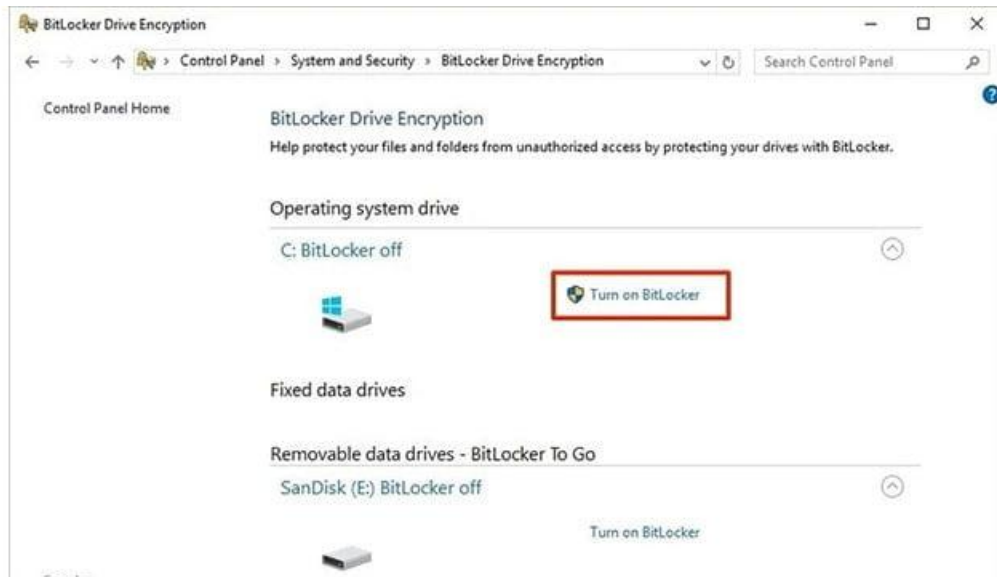 BitLocker Drive Encryption
Control Panel › System and Security › BitLocker Drive Encryption
Search Control Panel
Control Panel Home
BitLocker Drive Encryption
Help protect your files and folders from unauthorized access by protecting your drives with BitLocker.
Operating system drive
C: BitLocker off
Turn on BitLocker
Fixed data drives
Removable data drives - BitLocker To Go
SanDisk (E:) BitLocker off
Turn on BitLocker